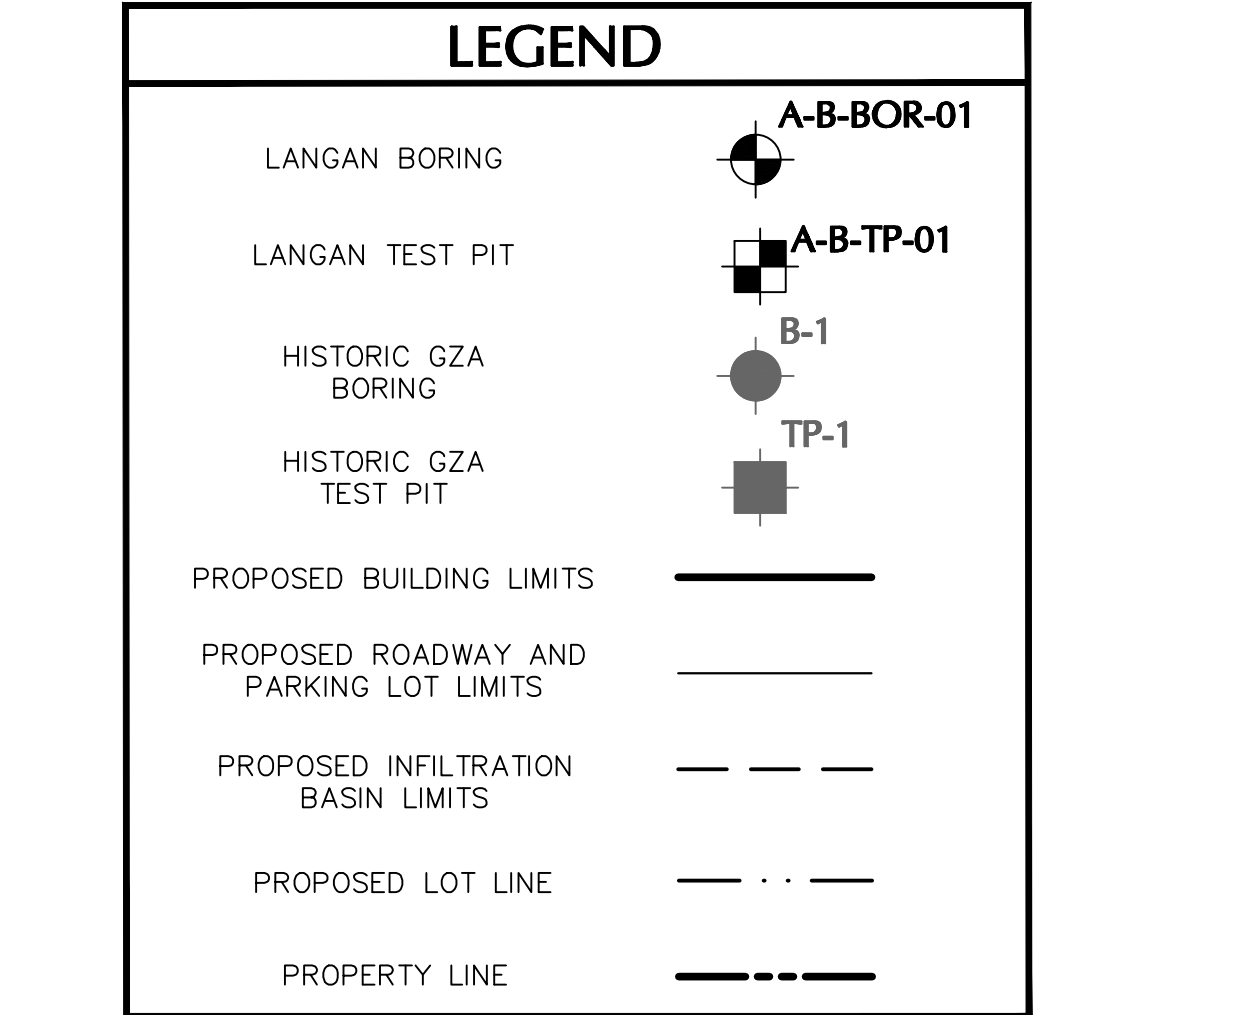 LEGEND
A-B-BOR-01
LANGAN BORING
A-B-TP-01
LANGAN TEST PIT
B-1
HISTORIC GZA
BORING
TP-1
HISTORIC GZA
TEST PIT
PROPOSED BUILDING LIMITS
PROPOSED ROADWAY AND
PARKING LOT LIMITS
PROPOSED INFILTRATION
BASIN LIMITS
PROPOSED LOT LINE
PROPERTY LINE